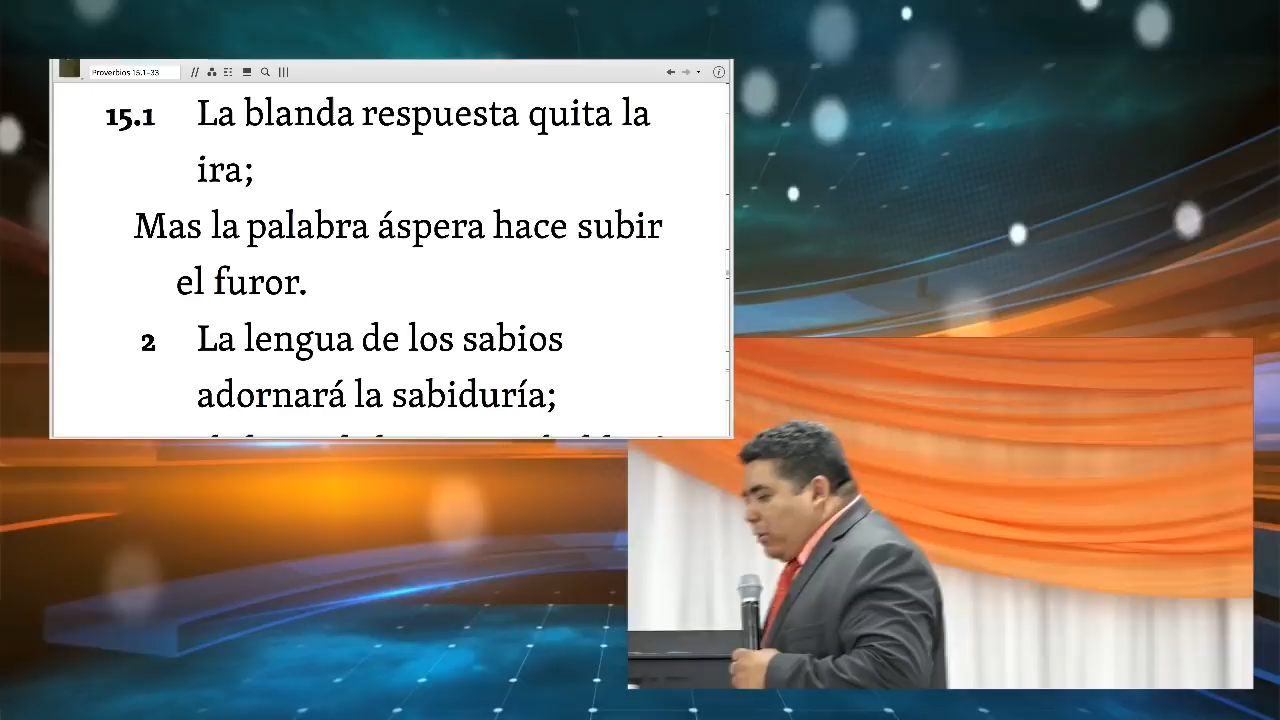 Proverbios 15.1–33
15.1 La blanda respuesta quita la
ira;
Mas la palabra áspera hace subir
el furor.
2 La lengua de los sabios
adornará la sabiduría;